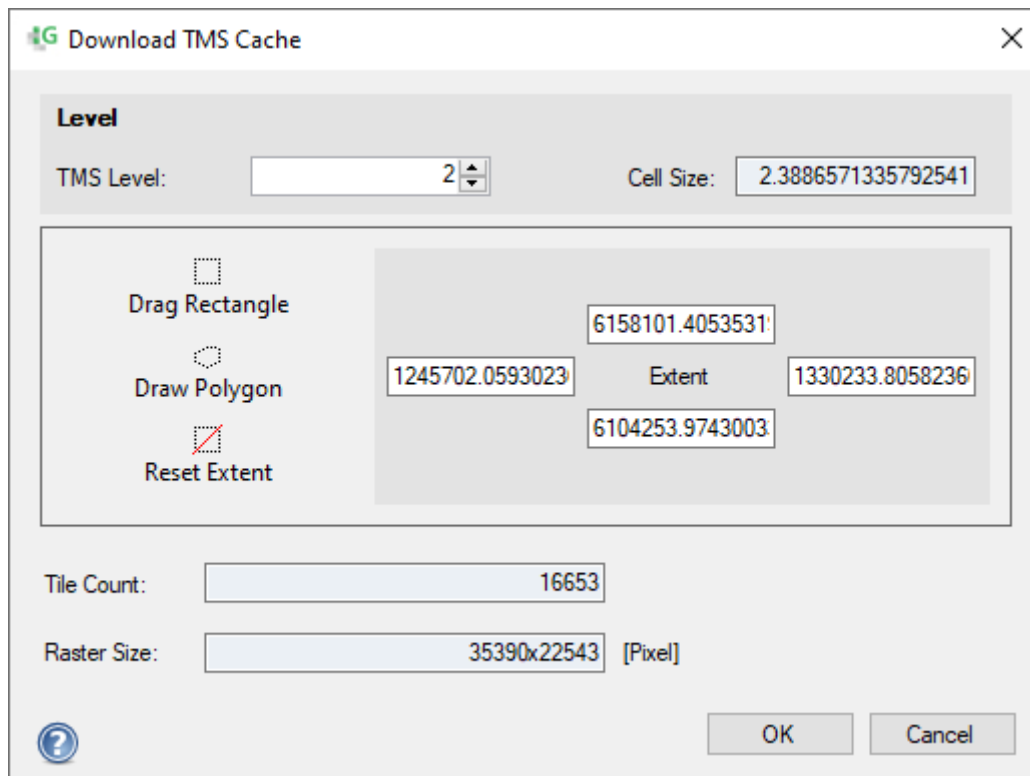 Download TMS Cache
Level
TMS Level: 2 Cell Size: 2.3886571335792541
Drag Rectangle
6158101.4053531
Draw Polygon
1245702.0593023 Extent 1330233.8058236
6104253.9743003
Reset Extent
Tile Count: 16653
Raster Size: 35390x22543 [Pixel]
OK Cancel